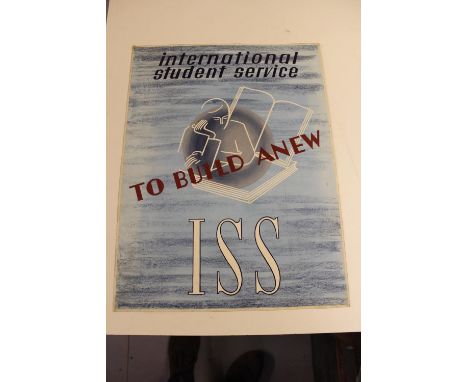 international
student service
TO BUILD ANEW
ISS